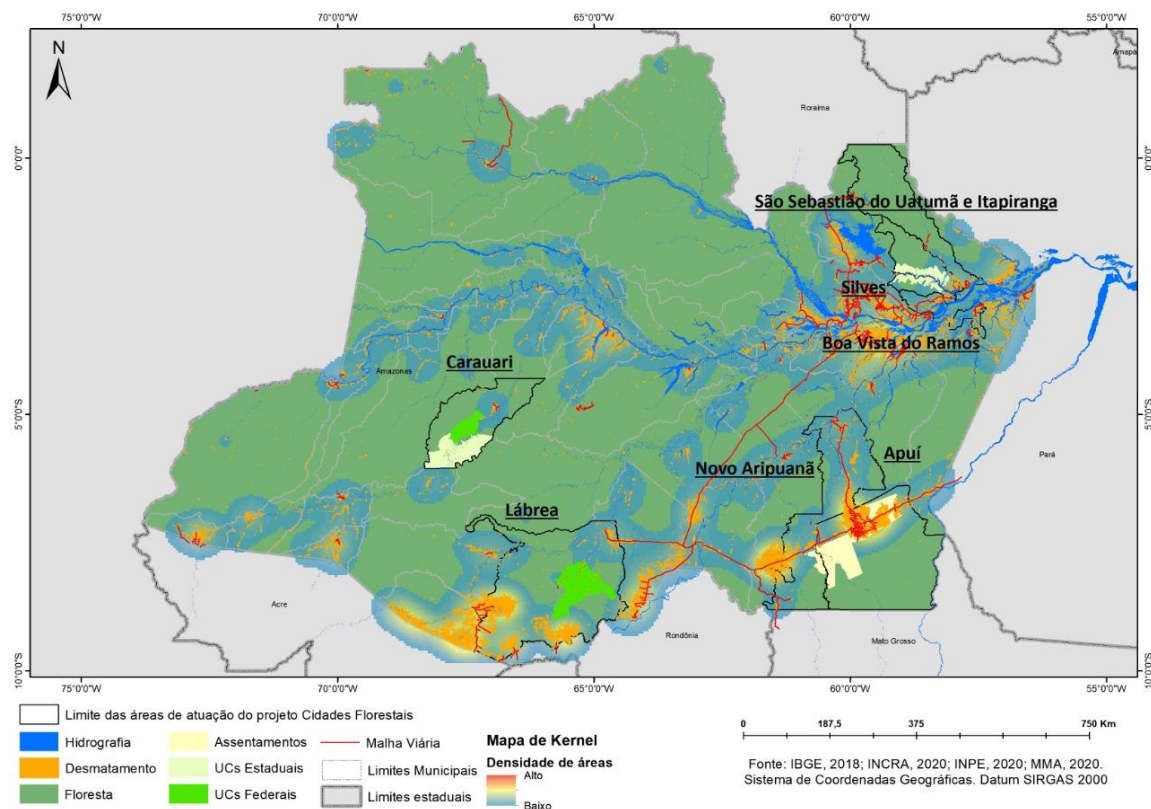 75°0'0"W 70°0'0"W 65°0'0"W 60°0'0"W 55°0'0"W
N
Amapá
Roraima
0°0'0" 0°0'0"
São Sebastião do Uatumã e Itapiranga
Silves
Boa Vista do Ramos
Carauari
Amazonas
5°0'0"S 5°0'0"S
Apuí
Novo Aripuanã
Pará
Lábrea
Acre
Rondônia
Mato Grosso
10°0'0"S 10°0'0"S
75°0'0"W 70°0'0"W 65°0'0"W 60°0'0"W 55°0'0"W
Limite das áreas de atuação do projeto Cidades Florestais
Hidrografia
Desmatamento
Floresta
Assentamentos
UCs Estaduais
UCs Federais
Malha Viária
Limites Municipais
Limites estaduais
Mapa de Kernel
Densidade de áreas
Alto
Baixo
0 187,5 375 750 Km
Fonte: IBGE, 2018; INCRA, 2020; INPE, 2020; MMA, 2020.
Sistema de Coordenadas Geográficas. Datum SIRGAS 2000